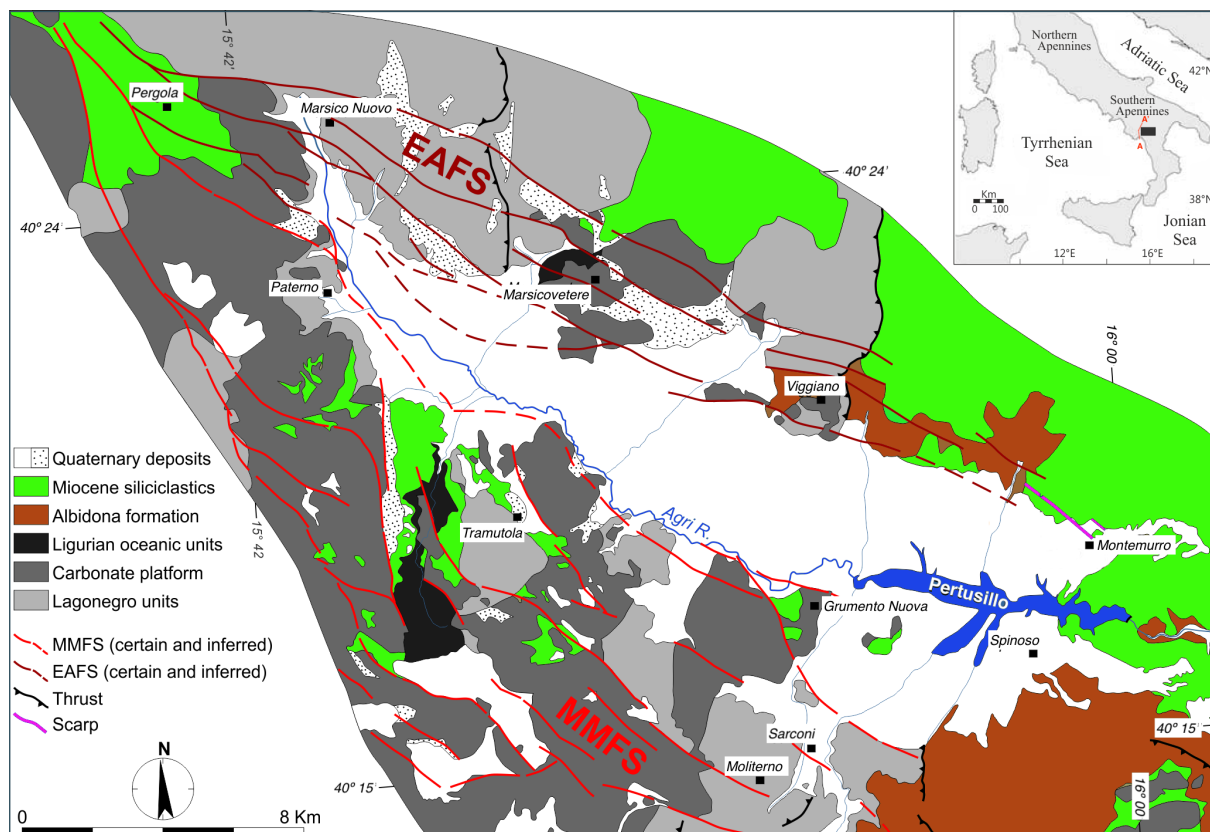 15° 42'
Pergola
Marsico Nuovo
EAFS
40° 24'
40° 24'
Paterno
Marsicovetere
Viggiano
16° 00
Northern
Apennines
Adriatic Sea
42°N
Southern
Apennines
A'
A
Tyrrhenian
Sea
Km
0 100
38°N
Jonian
Sea
12°E
16°E
Quaternary deposits
Miocene siliciclastics
Albidona formation
Ligurian oceanic units
Carbonate platform
Lagonegro units
MMFS (certain and inferred)
EAFS (certain and inferred)
Thrust
Scarp
15° 42
Tramutola
Agri R.
Montemurro
Pertusillo
Grumento Nuova
Spinoso
MMFS
Sarconi
Moliterno
40° 15
40° 15'
16° 00
N
0 8 Km